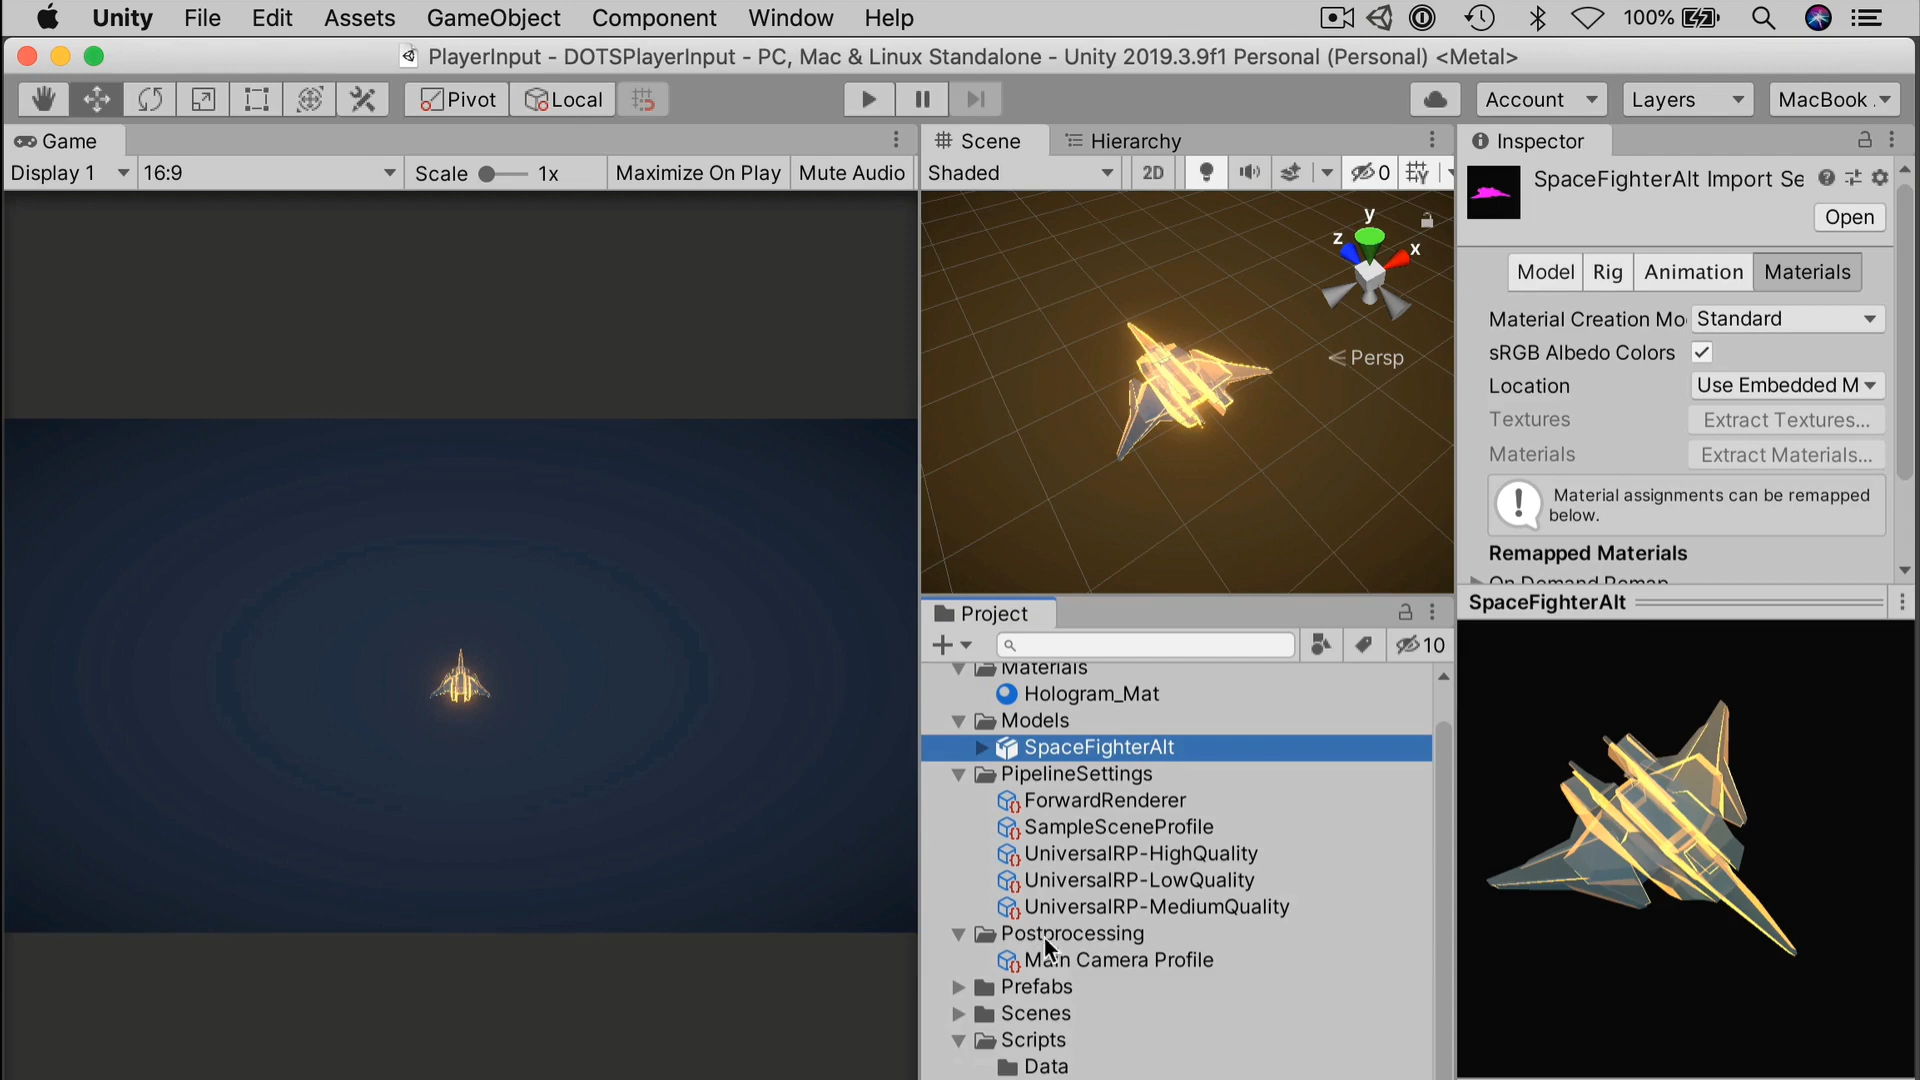 Unity File Edit Assets GameObject Component Window Help 100%
PlayerInput - DOTSPlayerInput - PC, Mac & Linux Standalone - Unity 2019.3.9f1 Personal (Personal) <Metal>
Pivot Local Account Layers MacBook .
Game Scene Hierarchy Inspector
Display 1 16:9 Scale 1x Maximize On Play Mute Audio Shaded 2D 0
SpaceFighterAlt Import Se
Open
y
z x
Persp
Model Rig Animation Materials
Material Creation Mo Standard
sRGB Albedo Colors
Location Use Embedded M
Textures Extract Textures...
Materials Extract Materials...
Material assignments can be remapped
below.
Remapped Materials
On Demand Remap
SpaceFighterAlt
Project
10
Materials
Hologram_Mat
Models
SpaceFighterAlt
PipelineSettings
ForwardRenderer
SampleSceneProfile
UniversalRP-HighQuality
UniversalRP-LowQuality
UniversalRP-MediumQuality
Postprocessing
Main Camera Profile
Prefabs
Scenes
Scripts
Data